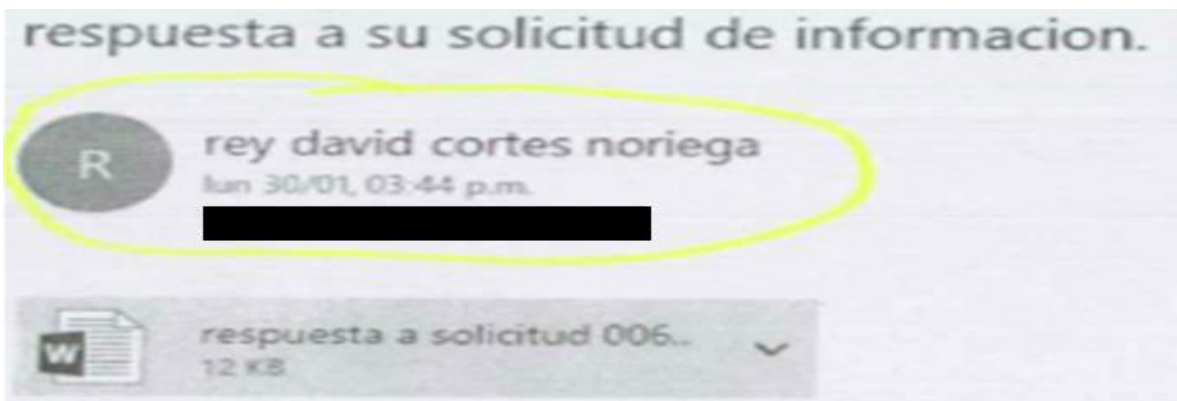 respuesta a su solicitud de informacion.
R
rey david cortes noriega
lun 30/01, 03:44 p.m.
W
respuesta a solicitud 006...
12 KB